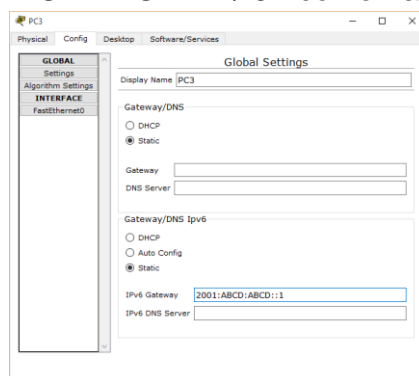 PC3
Physical Config Desktop Software/Services
GLOBAL
Settings
Algorithm Settings
INTERFACE
FastEthernet0
Global Settings
Display Name PC3
Gateway/DNS
DHCP
Static
Gateway
DNS Server
Gateway/DNS Ipv6
DHCP
Auto Config
Static
IPv6 Gateway 2001:ABCD:ABCD::1
IPv6 DNS Server